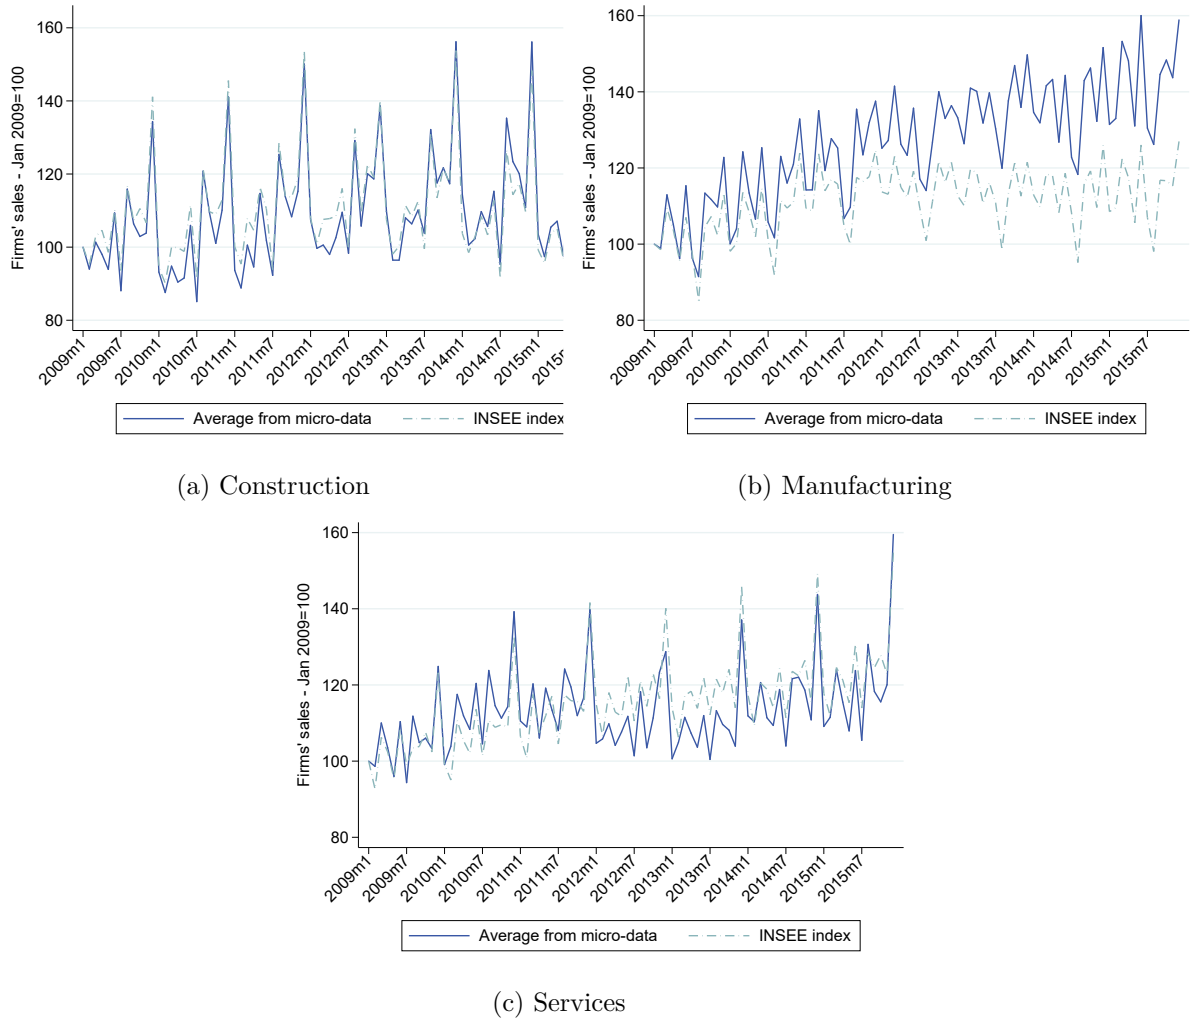 Firms' sales - Jan 2009=100
160
140
120
100
80
2009m1
2009m7
2010m1
2010m7
2011m1
2011m7
2012m1
2012m7
2013m1
2013m7
2014m1
2014m7
2015m1
Average from micro-data
INSEE index
(a) Construction
Firms' sales - Jan 2009=100
160
140
120
100
80
2009m1
2009m7
2010m1
2010m7
2011m1
2011m7
2012m1
2012m7
2013m1
2013m7
2014m1
2014m7
2015m1
2015m7
Average from micro-data
INSEE index
(b) Manufacturing
Firms' sales - Jan 2009=100
160
140
120
100
80
2009m1
2009m7
2010m1
2010m7
2011m1
2011m7
2012m1
2012m7
2013m1
2013m7
2014m1
2014m7
2015m1
2015m7
Average from micro-data
INSEE index
(c) Services